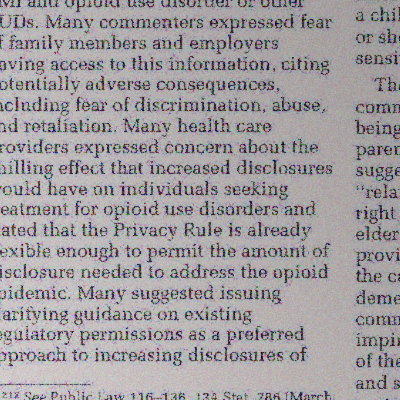 MI and opioid use disorder or other
UDs. Many commenters expressed fear
f family members and employers
aving access to this information, citing
otentially adverse consequences,
ncluding fear of discrimination, abuse,
nd retaliation. Many health care
roviders expressed concern about the
hilling effect that increased disclosures
ould have on individuals seeking
eatment for opioid use disorders and
ated that the Privacy Rule is already
exible enough to permit the amount of
isclosure needed to address the opioid
pidemic. Many suggested issuing
larifying guidance on existing
egulatory permissions as a preferred
pproach to increasing disclosures of
See Public Law 116–136, 134 Stat. 786 (March
a chil
or sh
sensi
Th
comm
being
paren
sugge
“rela
right
elder
provi
the ca
deme
comm
impi
of the
and s